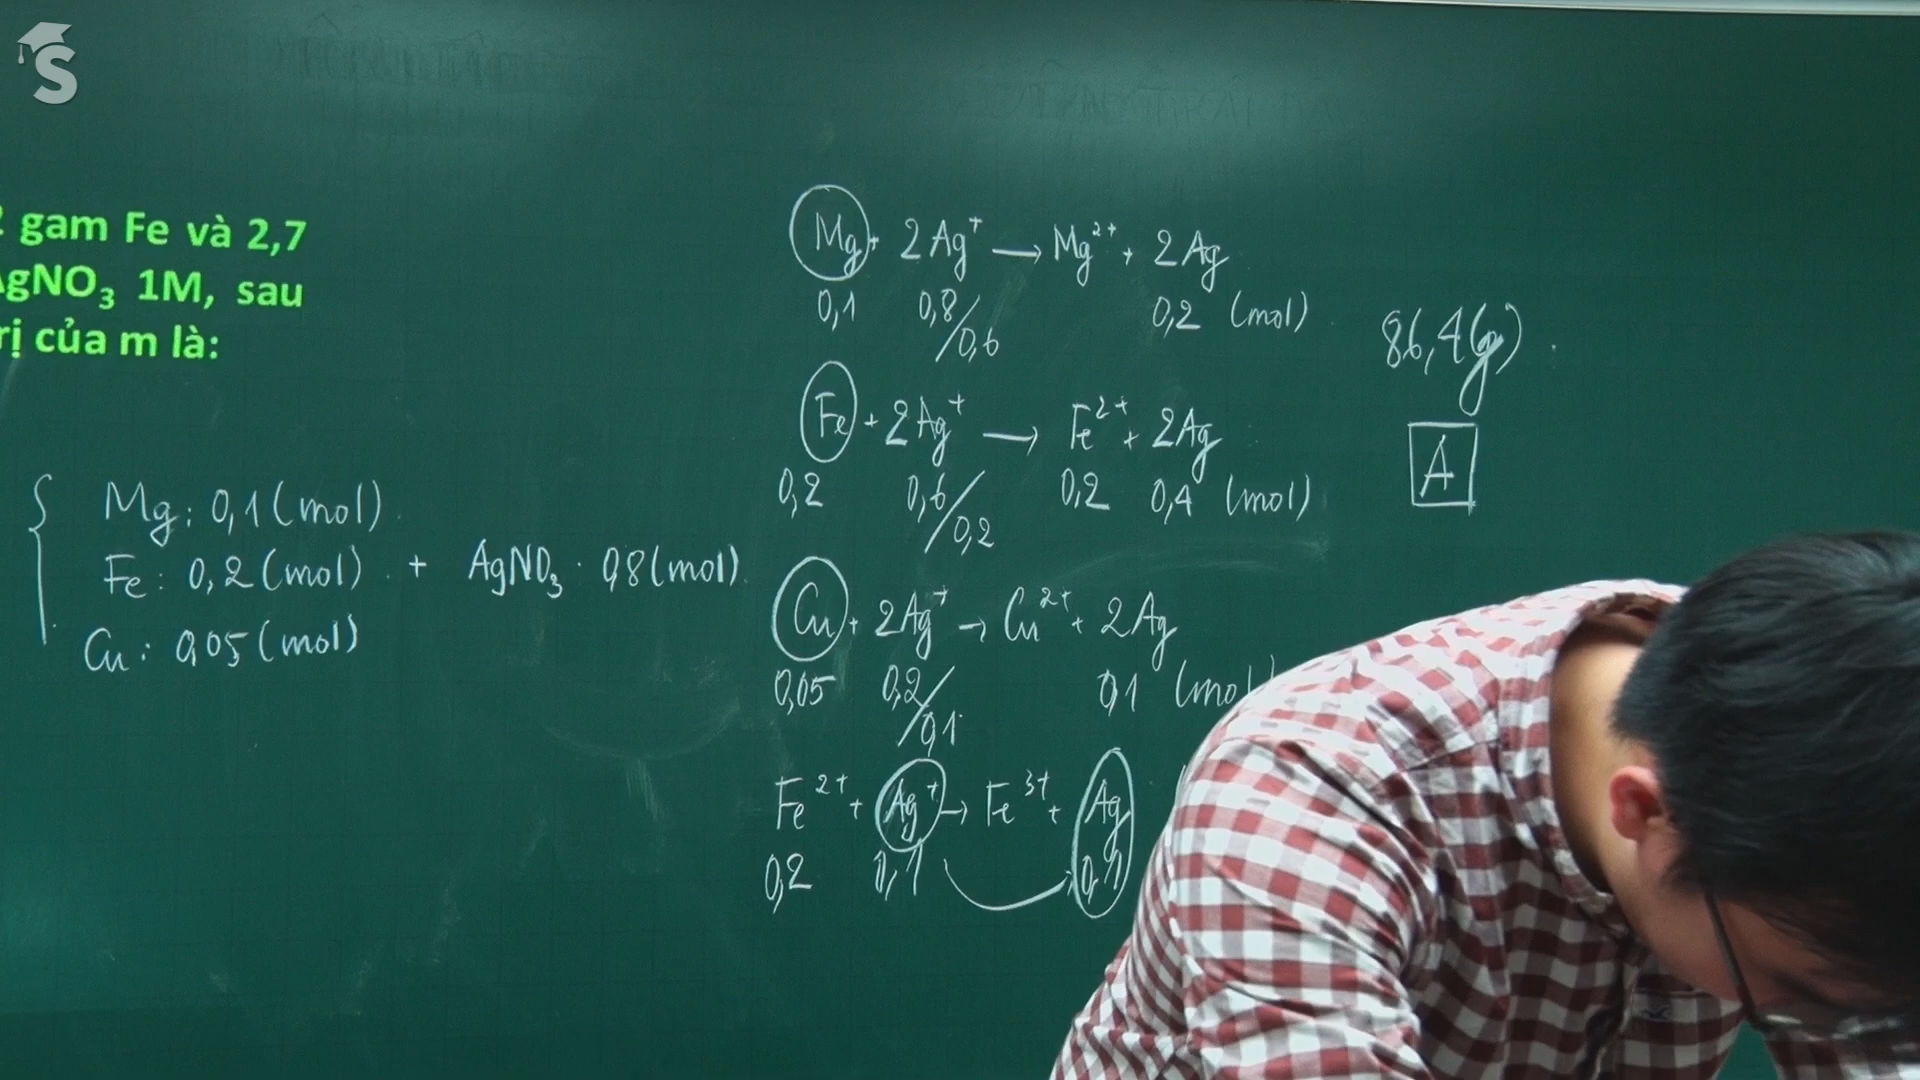 S
gam Fe và 2,7
AgNO₃ 1M, sau
của m là:
Mg: 0,1 (mol)
Fe: 0,2 (mol) + AgNO₃: 0,8 (mol)
Cu: 0,05 (mol)
Mg + 2Ag⁺ → Mg²⁺ + 2Ag
0,1 0,8/0,6 0,2 (mol)
Fe + 2Ag⁺ → Fe²⁺ + 2Ag
0,2 0,6/0,2 0,2 0,4 (mol)
Cu + 2Ag⁺ → Cu²⁺ + 2Ag
0,05 0,2/0,1 0,1 (mol
Fe²⁺ + Ag⁺ → Fe³⁺ + Ag
0,2 0,1 0,1
86,4(g)
A